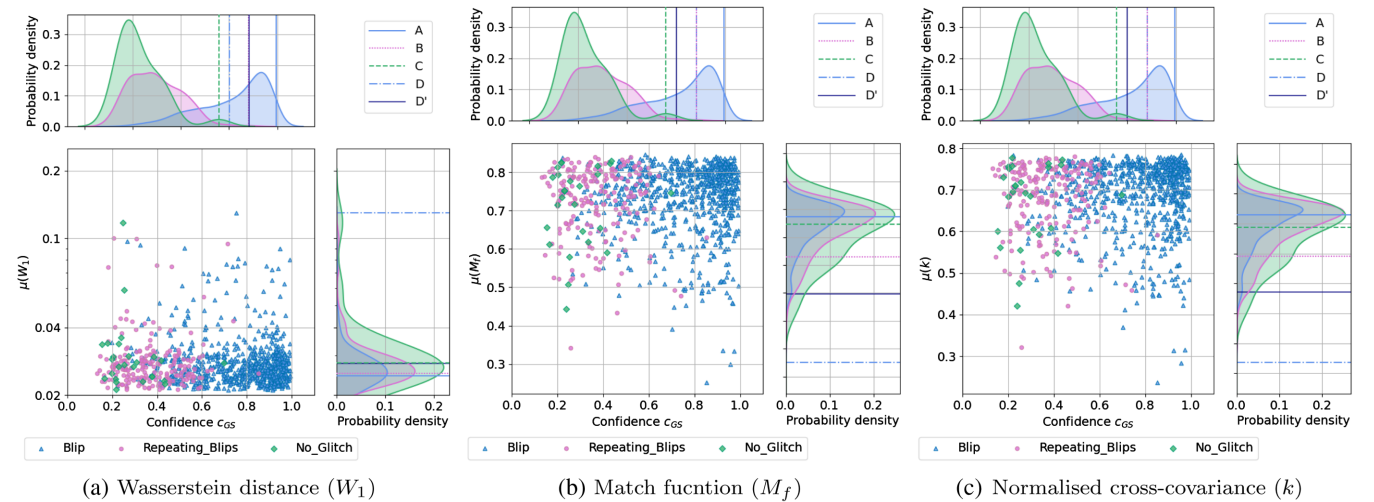 Probability density
0.3
0.2
0.1
0.0
A
B
C
D
D'
μ(W₁)
0.2
0.1
0.04
0.02
0.0 0.2 0.4 0.6 0.8 1.0
Confidence c_GS
0.0 0.1 0.2
Probability density
Blip Repeating_Blips No_Glitch
(a) Wasserstein distance (W₁)
Probability density
0.3
0.2
0.1
0.0
A
B
C
D
D'
μ(M_f)
0.8
0.7
0.6
0.5
0.4
0.3
0.0 0.2 0.4 0.6 0.8 1.0
Confidence c_GS
0.0 0.1 0.2
Probability density
Blip Repeating_Blips No_Glitch
(b) Match fucntion (M_f)
Probability density
0.3
0.2
0.1
0.0
A
B
C
D
D'
μ(k)
0.8
0.7
0.6
0.5
0.4
0.3
0.0 0.2 0.4 0.6 0.8 1.0
Confidence c_GS
0.0 0.1 0.2
Probability density
Blip Repeating_Blips No_Glitch
(c) Normalised cross-covariance (k)